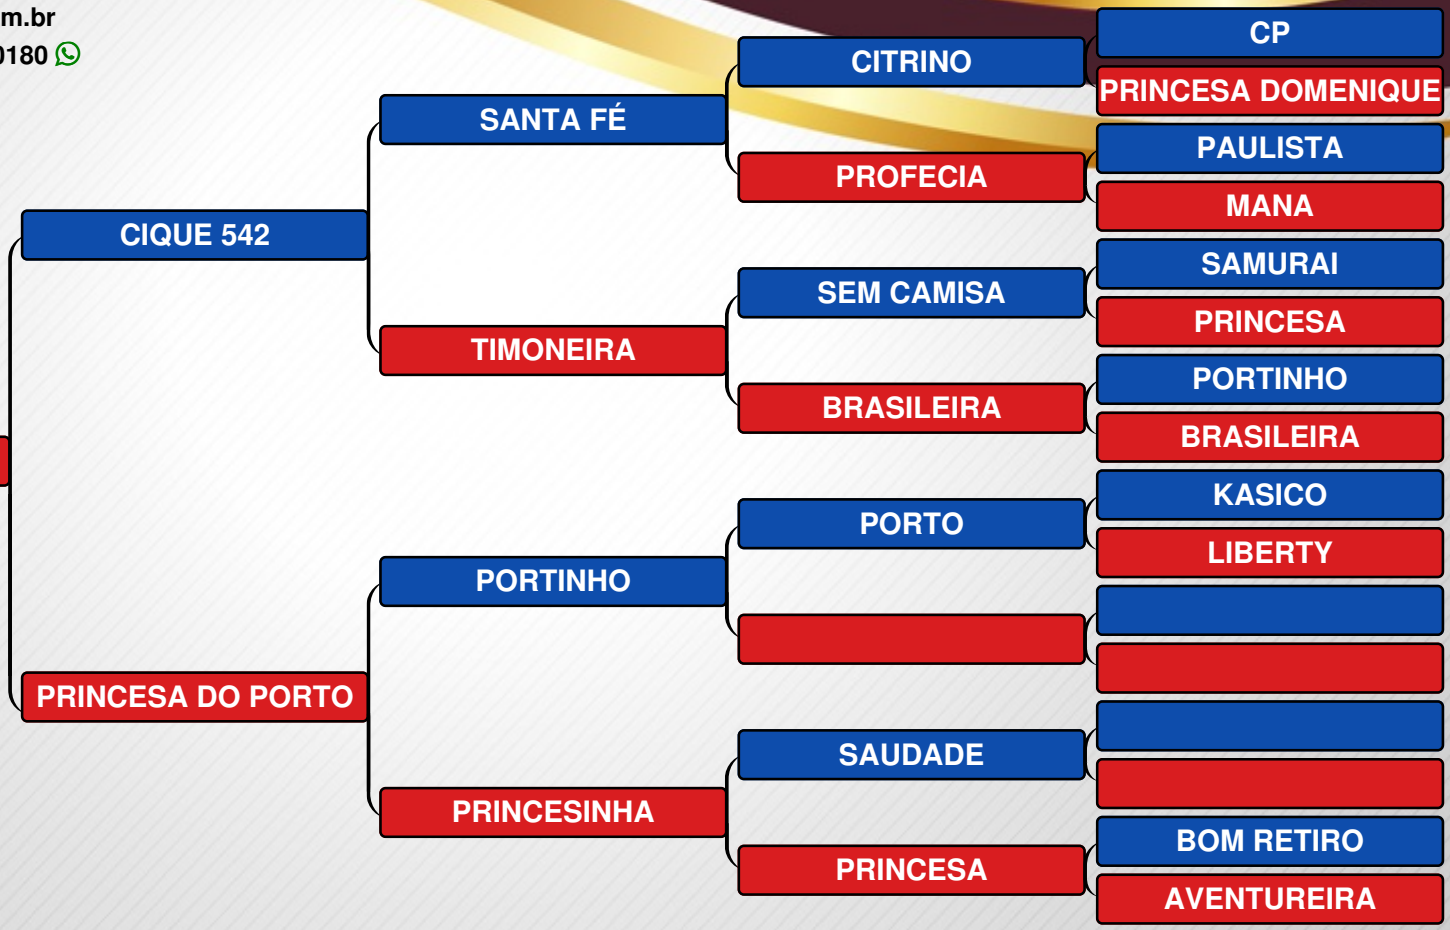 m.br
0180
CIQUE 542
PRINCESA DO PORTO
SANTA FÉ
TIMONEIRA
PORTINHO
PRINCESINHA
CITRINO
PROFECIA
SEM CAMISA
BRASILEIRA
PORTO
SAUDADE
PRINCESA
CP
PRINCESA DOMENIQUE
PAULISTA
MANA
SAMURAI
PRINCESA
PORTINHO
BRASILEIRA
KASICO
LIBERTY
BOM RETIRO
AVENTUREIRA